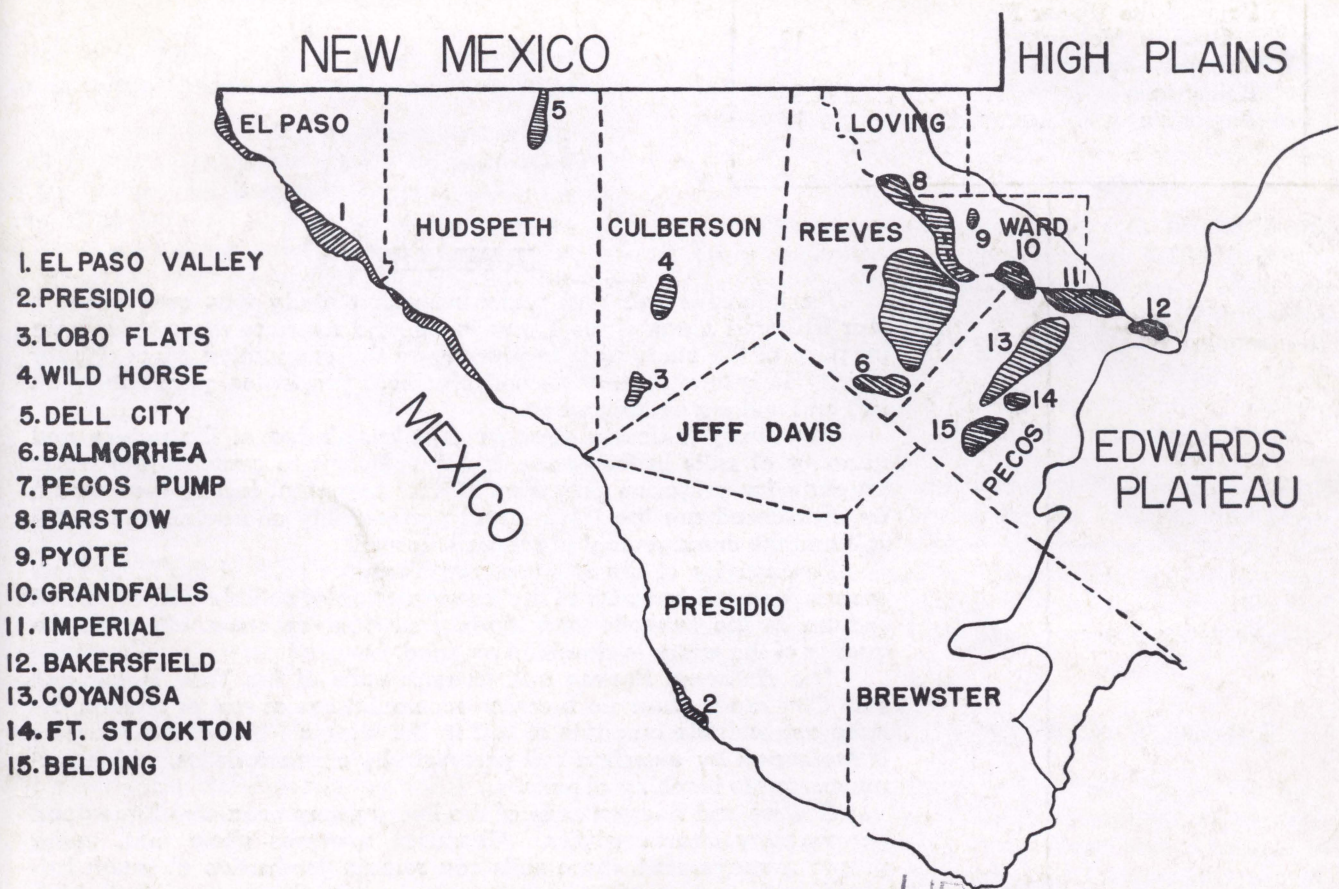 NEW MEXICO
HIGH PLAINS
EL PASO
5
LOVING
8
1
HUDSPETH
CULBERSON
REEVES
9
WARD
10
4
7
11
12
13
6
3
14
JEFF DAVIS
15
PECOS
MEXICO
EDWARDS
PLATEAU
PRESIDIO
2
BREWSTER
1. EL PASO VALLEY
2. PRESIDIO
3. LOBO FLATS
4. WILD HORSE
5. DELL CITY
6. BALMORHEA
7. PECOS PUMP
8. BARSTOW
9. PYOTE
10. GRANDFALLS
11. IMPERIAL
12. BAKERSFIELD
13. COYANOSA
14. FT. STOCKTON
15. BELDING